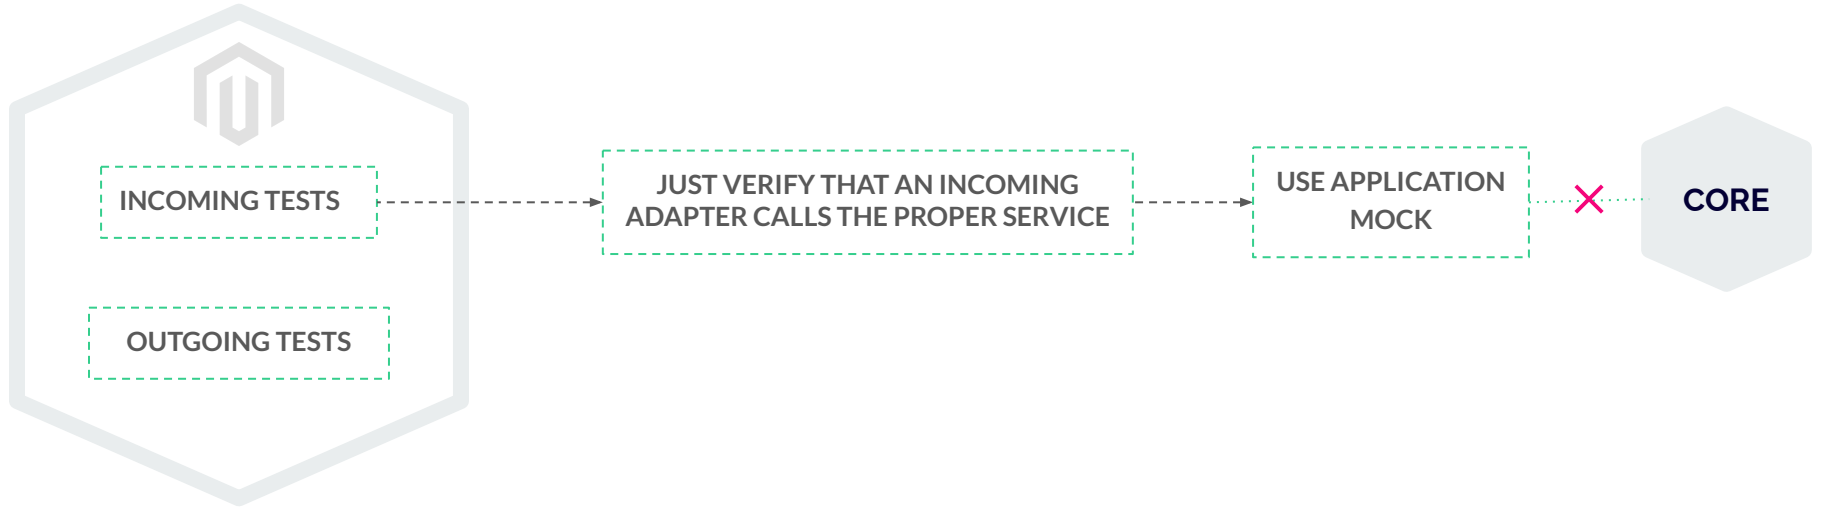 INCOMING TESTS
JUST VERIFY THAT AN INCOMING
ADAPTER CALLS THE PROPER SERVICE
USE APPLICATION
MOCK
CORE
OUTGOING TESTS